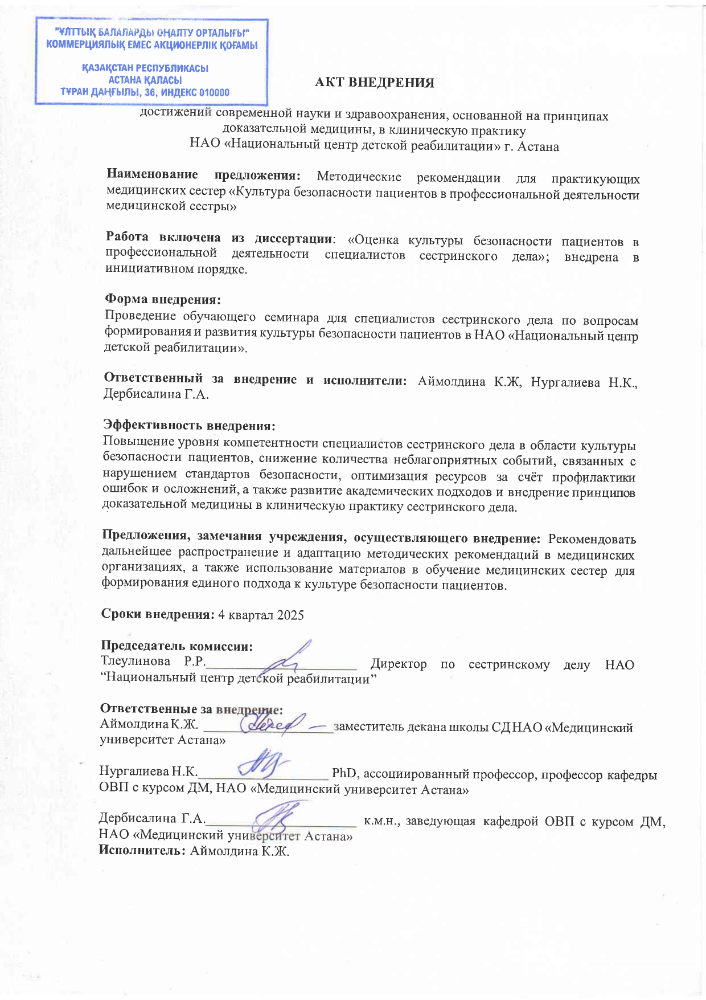 "ҰЛТТЫҚ БАЛАЛАРДЫ ОҢАЛТУ ОРТАЛЫҒЫ"
КОММЕРЦИЯЛЫҚ ЕМЕС АКЦИОНЕРЛІК ҚОҒАМЫ
ҚАЗАҚСТАН РЕСПУБЛИКАСЫ
АСТАНА ҚАЛАСЫ
ТҰРАН ДАҢҒЫЛЫ, 36, ИНДЕКС 010000
АКТ ВНЕДРЕНИЯ
достижений современной науки и здравоохранения, основанной на принципах
доказательной медицины, в клиническую практику
НАО «Национальный центр детской реабилитации» г. Астана
Наименование предложения: Методические рекомендации для практикующих
медицинских сестер «Культура безопасности пациентов в профессиональной деятельности
медицинской сестры»
Работа включена из диссертации: «Оценка культуры безопасности пациентов в
профессиональной деятельности специалистов сестринского дела»; внедрена в
инициативном порядке.
Форма внедрения:
Проведение обучающего семинара для специалистов сестринского дела по вопросам
формирования и развития культуры безопасности пациентов в НАО «Национальный центр
детской реабилитации».
Ответственный за внедрение и исполнители: Аймолдина К.Ж, Нургалиева Н.К.,
Дербисалина Г.А.
Эффективность внедрения:
Повышение уровня компетентности специалистов сестринского дела в области культуры
безопасности пациентов, снижение количества неблагоприятных событий, связанных с
нарушением стандартов безопасности, оптимизация ресурсов за счёт профилактики
ошибок и осложнений, а также развитие академических подходов и внедрение принципов
доказательной медицины в клиническую практику сестринского дела.
Предложения, замечания учреждения, осуществляющего внедрение: Рекомендовать
дальнейшее распространение и адаптацию методических рекомендаций в медицинских
организациях, а также использование материалов в обучение медицинских сестер для
формирования единого подхода к культуре безопасности пациентов.
Сроки внедрения: 4 квартал 2025
Председатель комиссии:
Тлеулинова Р.Р.______________________ Директор по сестринскому делу НАО
“Национальный центр детской реабилитации”
Ответственные за внедрение:
Аймолдина К.Ж. ___________________заместитель декана школы СД НАО «Медицинский
университет Астана»
Нургалиева Н.К.___________________ PhD, ассоциированный профессор, профессор кафедры
ОВП с курсом ДМ, НАО «Медицинский университет Астана»
Дербисалина Г.А.______________________ к.м.н., заведующая кафедрой ОВП с курсом ДМ,
НАО «Медицинский университет Астана»
Исполнитель: Аймолдина К.Ж.